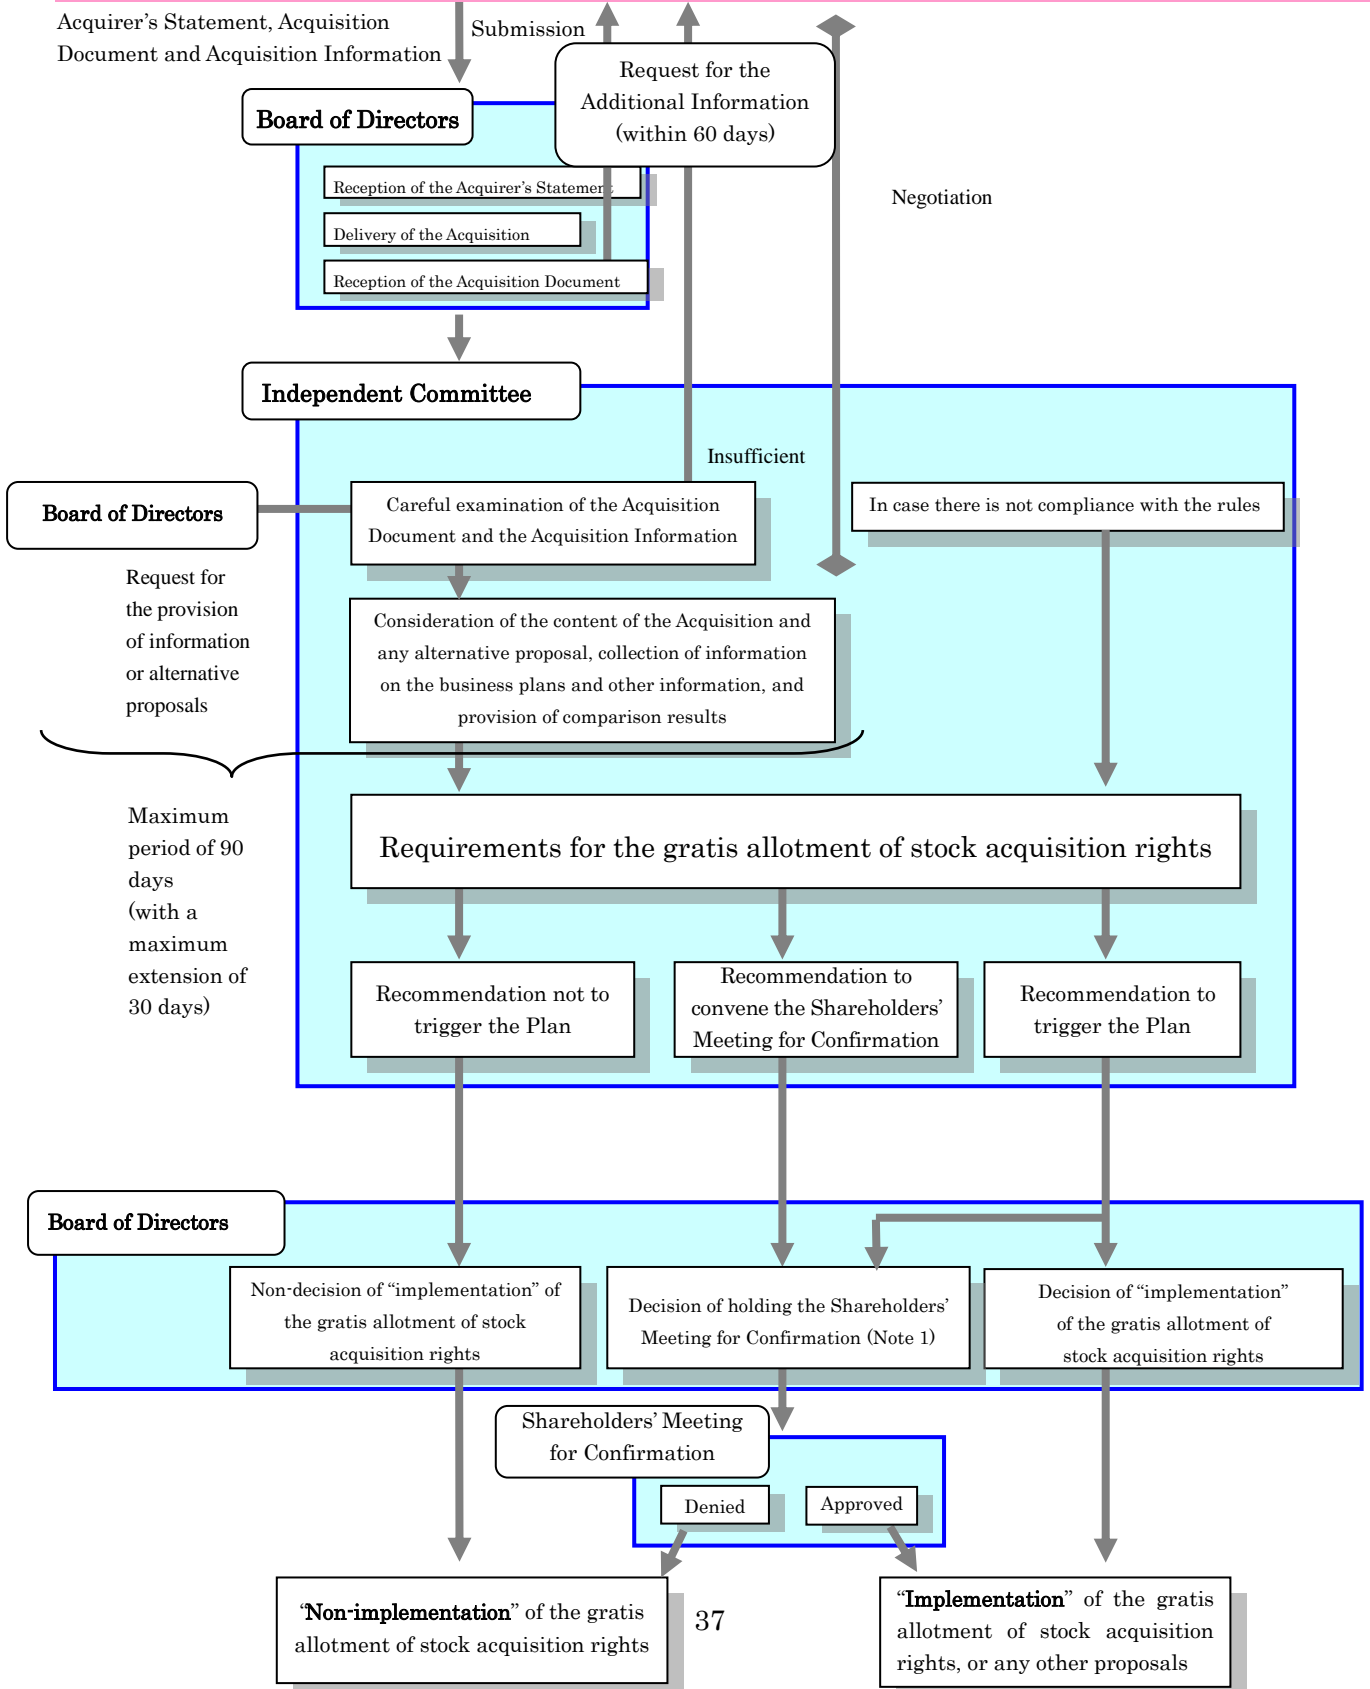 Acquirer’s Statement, Acquisition
Document and Acquisition Information
Submission
Request for the
Additional Information
(within 60 days)
Board of Directors
Reception of the Acquirer’s Statement
Delivery of the Acquisition
Reception of the Acquisition Document
Negotiation
Independent Committee
Insufficient
Board of Directors
Careful examination of the Acquisition
Document and the Acquisition Information
In case there is not compliance with the rules
Request for
the provision
of information
or alternative
proposals
Consideration of the content of the Acquisition and
any alternative proposal, collection of information
on the business plans and other information, and
provision of comparison results
Maximum
period of 90
days
(with a
maximum
extension of
30 days)
Requirements for the gratis allotment of stock acquisition rights
Recommendation not to
trigger the Plan
Recommendation to
convene the Shareholders’
Meeting for Confirmation
Recommendation to
trigger the Plan
Board of Directors
Non-decision of “implementation” of
the gratis allotment of stock
acquisition rights
Decision of holding the Shareholders’
Meeting for Confirmation (Note 1)
Decision of “implementation”
of the gratis allotment of
stock acquisition rights
Shareholders’ Meeting
for Confirmation
Denied
Approved
“Non-implementation” of the gratis
allotment of stock acquisition rights
37
“Implementation” of the gratis
allotment of stock acquisition
rights, or any other proposals